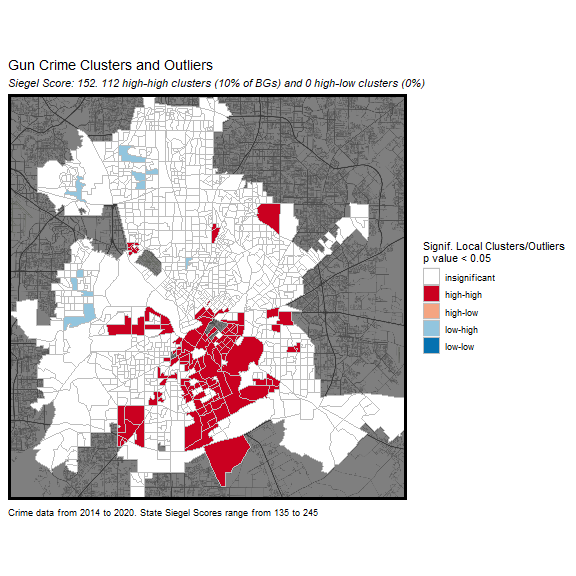 Gun Crime Clusters and Outliers
Siegel Score: 152. 112 high-high clusters (10% of BGs) and 0 high-low clusters (0%)
Signif. Local Clusters/Outliers
p value < 0.05
insignificant
high-high
high-low
low-high
low-low
Crime data from 2014 to 2020. State Siegel Scores range from 135 to 245